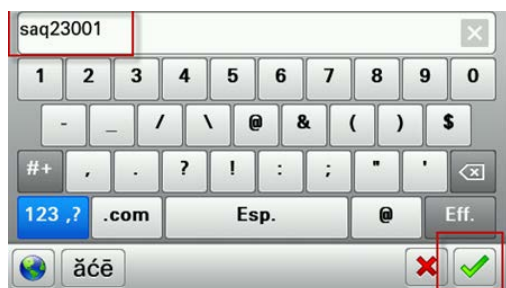 saq23001
1 2 3 4 5 6 7 8 9 0
- _ / \ @ & ( ) $
#+ , . ? ! : ; " '
123 ,? .com Esp. @ Eff.
ăćē